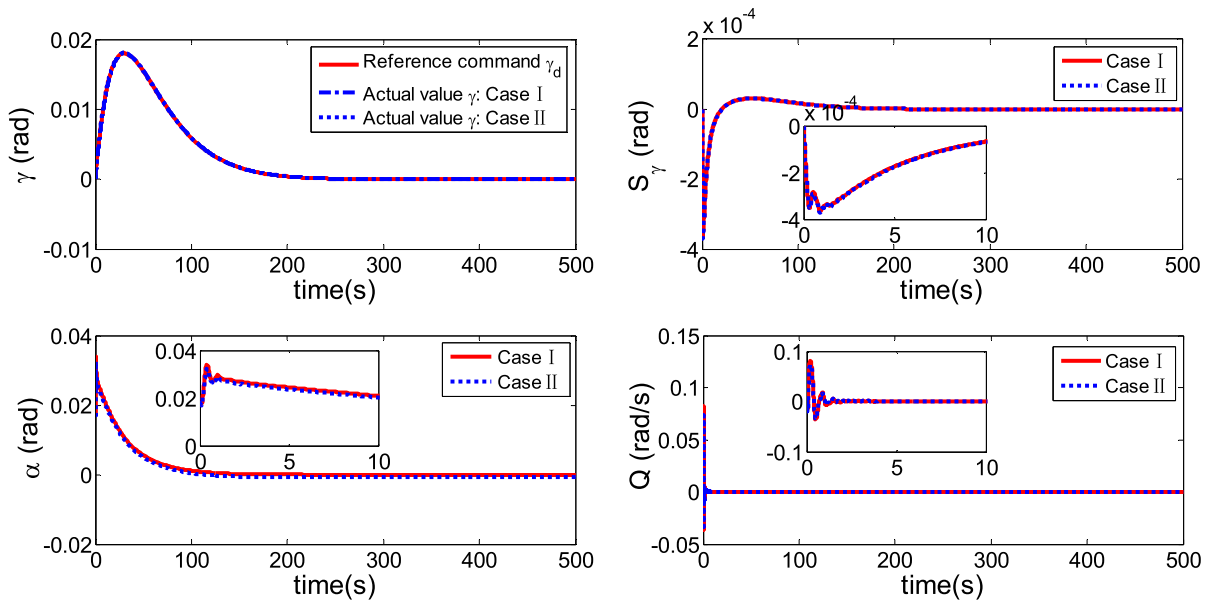 0.02
0.01
0
-0.01
γ (rad)
Reference command γd
Actual value γ: Case Ⅰ
Actual value γ: Case Ⅱ
0 100 200 300 400 500
time(s)
x 10-4
2
0
-2
-4
Sγ (rad)
Case Ⅰ
Case Ⅱ
x 10-4
0
-2
-4
0 5 10
0 100 200 300 400 500
time(s)
0.04
0.02
0
-0.02
α (rad)
0.04
0.02
0
0 5 10
Case Ⅰ
Case Ⅱ
0 100 200 300 400 500
time(s)
0.15
0.1
0.05
0
-0.05
Q (rad/s)
0.1
0
-0.1
0 5 10
Case Ⅰ
Case Ⅱ
0 100 200 300 400 500
time(s)